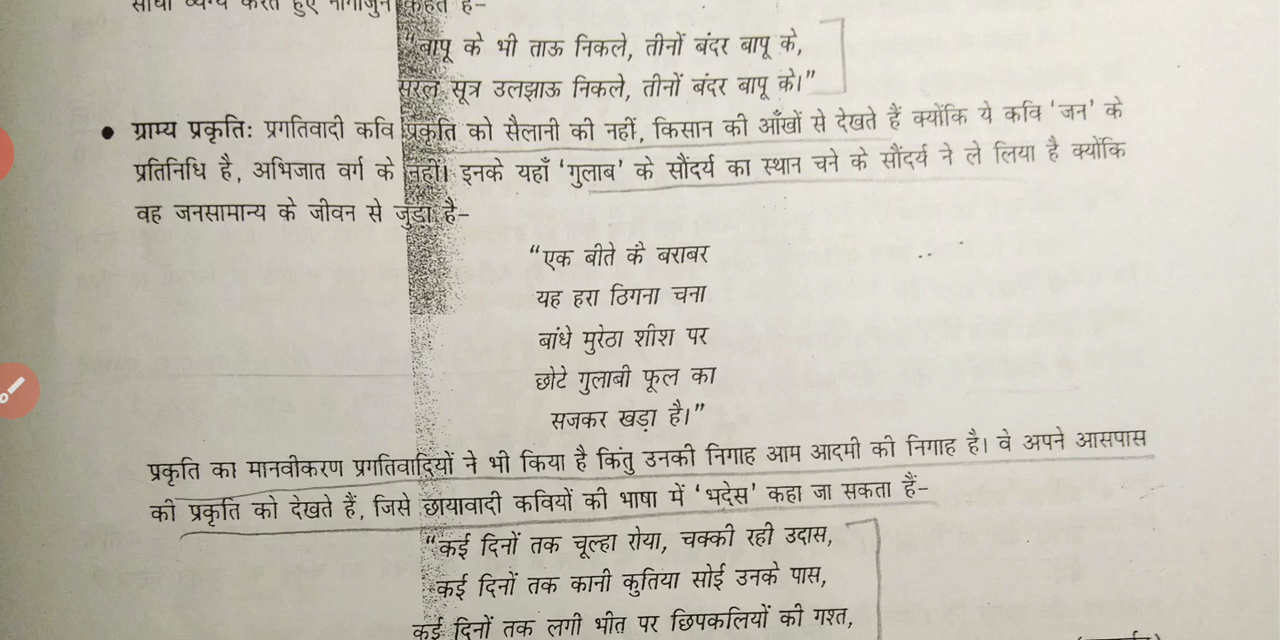 सीधा व्यंग्य करते हुए नागार्जुन कहते हैं–
“बापू के भी ताऊ निकले, तीनों बंदर बापू के,
सरल सूत्र उलझाऊ निकले, तीनों बंदर बापू के।”
● ग्राम्य प्रकृति: प्रगतिवादी कवि प्रकृति को सैलानी की नहीं, किसान की आँखों से देखते हैं क्योंकि ये कवि ‘जन’ के
प्रतिनिधि है, अभिजात वर्ग के नहीं। इनके यहाँ ‘गुलाब’ के सौंदर्य का स्थान चने के सौंदर्य ने ले लिया है क्योंकि
वह जनसामान्य के जीवन से जुड़ा है–
“एक बीते कै बराबर
यह हरा ठिगना चना
बांधे मुरेठा शीश पर
छोटे गुलाबी फूल का
सजकर खड़ा है।”
प्रकृति का मानवीकरण प्रगतिवादियों ने भी किया है किंतु उनकी निगाह आम आदमी की निगाह है। वे अपने आसपास
की प्रकृति को देखते हैं, जिसे छायावादी कवियों की भाषा में ‘भदेस’ कहा जा सकता हैं–
“कई दिनों तक चूल्हा रोया, चक्की रही उदास,
कई दिनों तक कानी कुतिया सोई उनके पास,
कई दिनों तक लगी भीत पर छिपकलियों की गश्त,